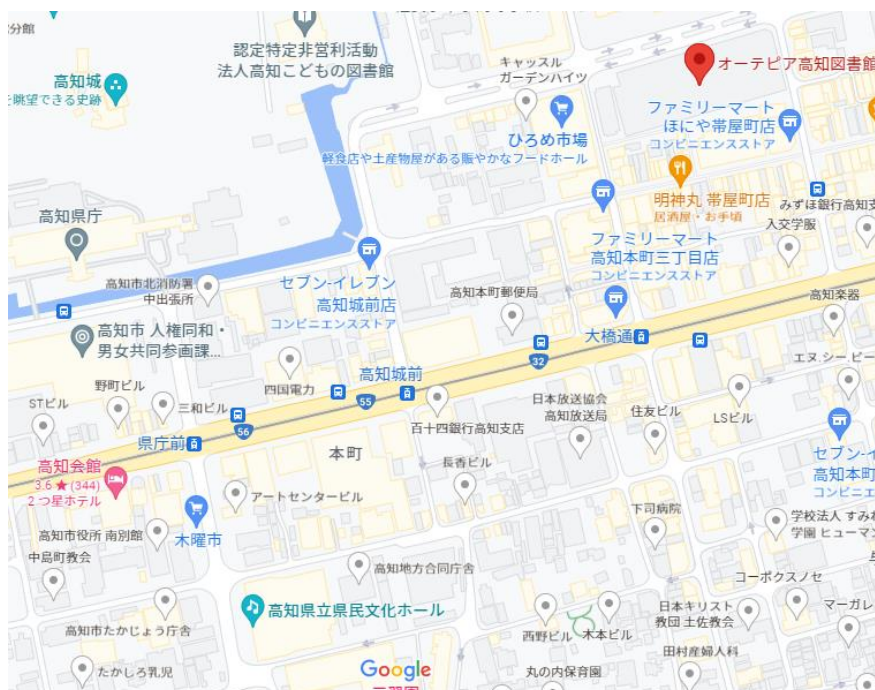 分館
認定特定非営利活動
法人高知こどもの図書館
高知城
を眺望できる史跡
キャッスル
ガーデンハイツ
オーテピア高知図書館
ファミリーマート
ほにや帯屋町店
コンビニエンスストア
ひろめ市場
軽食店や土産物屋がある賑やかなフードホール
明神丸 帯屋町店
居酒屋・お手頃
みずほ銀行高知支
高知県庁
入交学服
ファミリーマート
高知本町三丁目店
コンビニエンスストア
セブン-イレブン
高知城前店
コンビニエンスストア
高知市北消防署
中出張所
高知本町郵便局
高知楽器
高知市 人権同和・
男女共同参画課...
大橋通
32
エヌ シー ピー
高知城前
四国電力
野町ビル
STビル
三和ビル
55
日本放送協会
高知放送局
住友ビル
LSビル
56
百十四銀行高知支店
県庁前
本町
セブン-イ
高知本町
コンビニエ
長香ビル
高知会館
3.6 ★ (344)
2 つ星ホテル
アートセンタービル
下司病院
学校法人 すみれ
学園 ヒューマン
高知市役所 南別館
木曜市
中島町教会
高知地方合同庁舎
コーポクスノセ
高知県立県民文化ホール
西野ビル
木本ビル
日本キリスト
教団 土佐教会
マーガレ
高知市たかじょう庁舎
田村産婦人科
たかしろ乳児
Google
丸の内保育園